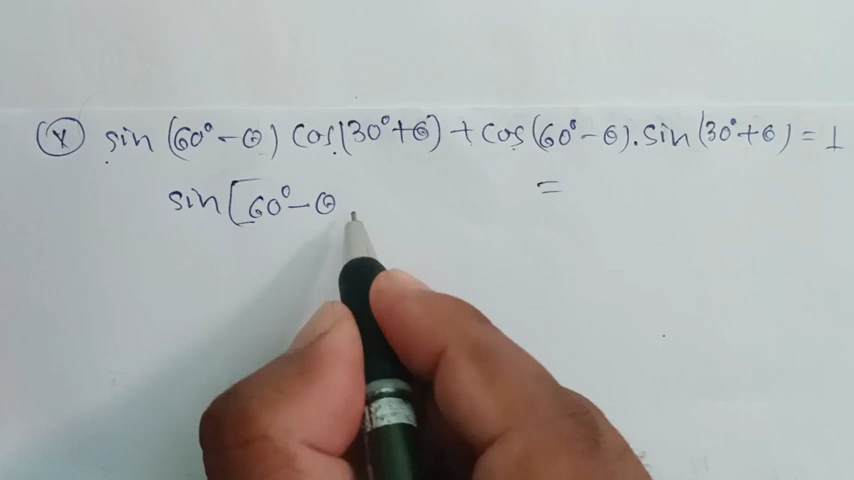 (x) sin (60° - θ) cos (30° + θ) + cos (60° - θ). sin (30° + θ) = 1
sin [60° - θ =